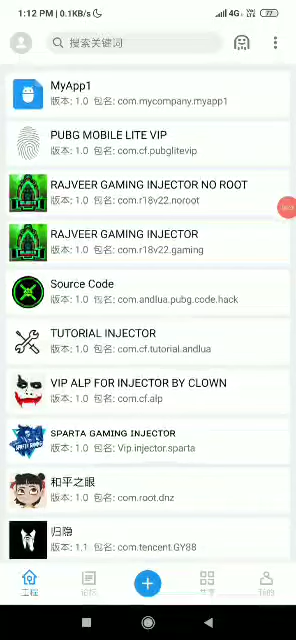 1:12 PM | 0.1KB/s
4G
77
搜索关键词
MyApp1
版本: 1.0 包名: com.mycompany.myapp1
PUBG MOBILE LITE VIP
版本: 1.0 包名: com.cf.pubglitevip
RAJVEER GAMING INJECTOR NO ROOT
版本: 1.0 包名: com.r18v22.noroot
RAJVEER GAMING INJECTOR
版本: 1.0 包名: com.r18v22.gaming
Source Code
版本: 1.0 包名: com.andlua.pubg.code.hack
TUTORIAL INJECTOR
版本: 1.0 包名: com.cf.tutorial.andlua
VIP ALP FOR INJECTOR BY CLOWN
版本: 1.0 包名: com.cf.alp
SPARTA GAMING INJECTOR
版本: 1.0 包名: Vip.injector.sparta
和平之眼
版本: 1.0 包名: com.root.dnz
归隐
版本: 1.1 包名: com.tencent.GY88
工程
论坛
共享
我的